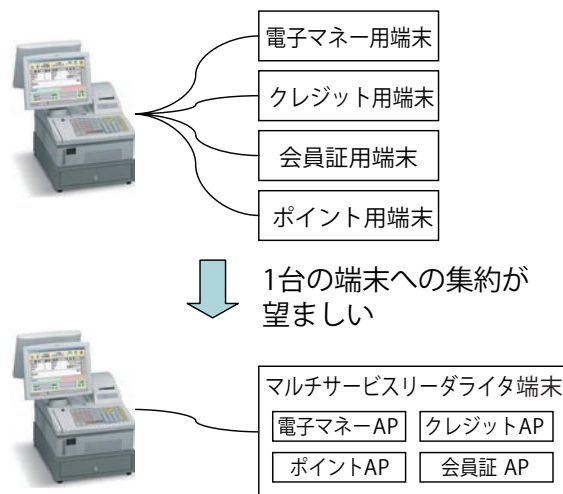 電子マネー用端末
クレジット用端末
会員証用端末
ポイント用端末
1台の端末への集約が
望ましい
マルチサービスリーダライタ端末
電子マネーAP
クレジットAP
ポイントAP
会員証 AP